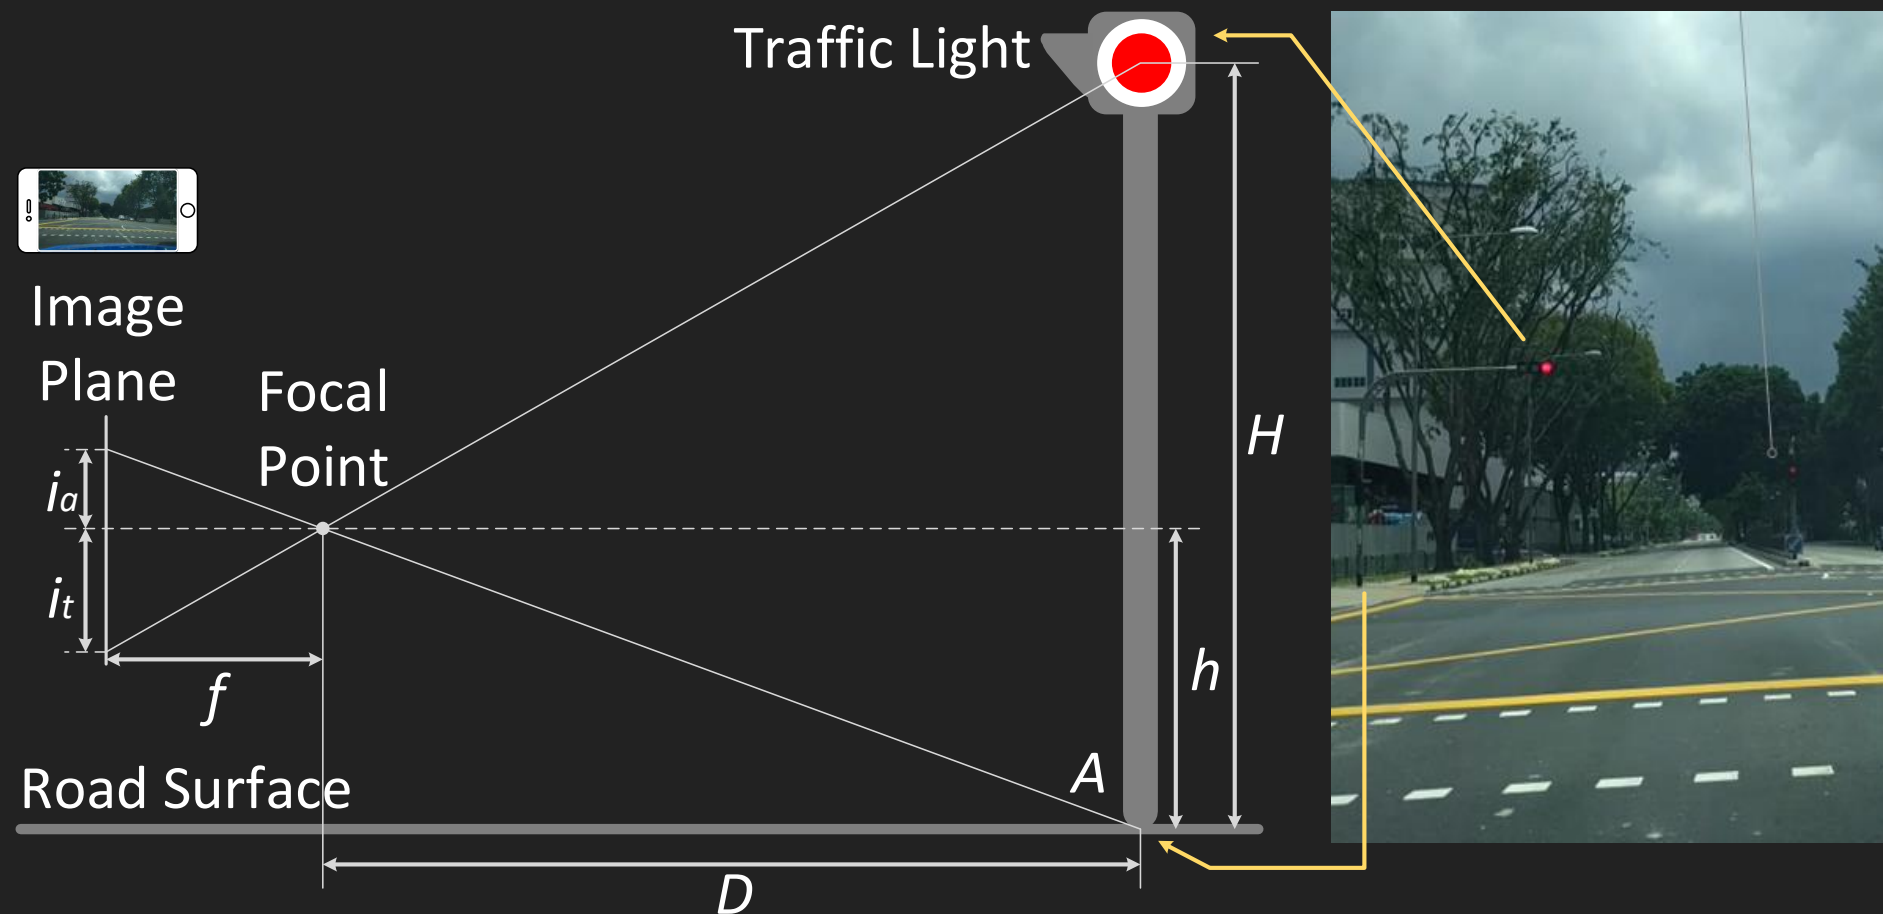 Traffic Light
Image
Plane
Focal
Point
H
ia
it
h
f
A
Road Surface
D